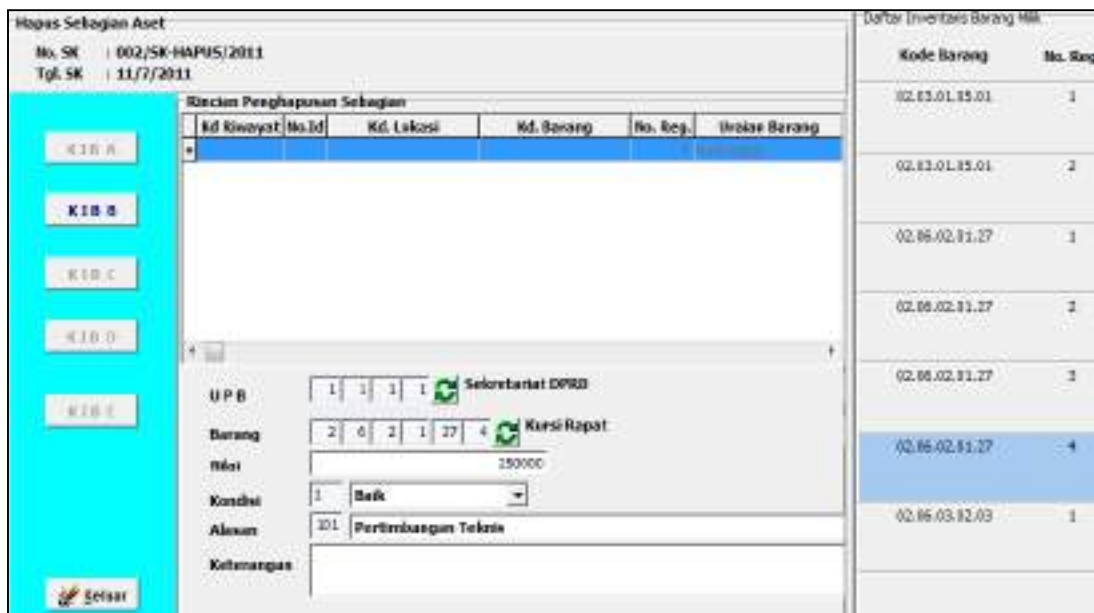 Hapus Sebagian Aset
No. SK : 002/SK-HAPUS/2011
Tgl. SK : 11/7/2011
KIB A
KIB B
KIB C
KIB D
KIB E
Keluar
Rincian Penghapusan Sebagian
Kd Riwayat No.Id Kd. Lokasi Kd. Barang No. Reg. Uraian Barang
UPB 1 1 1 1 Sekretariat DPRD
Barang 2 6 2 1 27 4 Kursi Rapat
Nilai 250000
Kondisi 1 Baik
Alasan 101 Pertimbangan Teknis
Keterangan
Daftar Inventaris Barang Milik
Kode Barang No. Reg
02.03.01.05.01 1
02.03.01.05.01 2
02.06.02.01.27 1
02.06.02.01.27 2
02.06.02.01.27 3
02.06.02.01.27 4
02.06.03.02.03 1